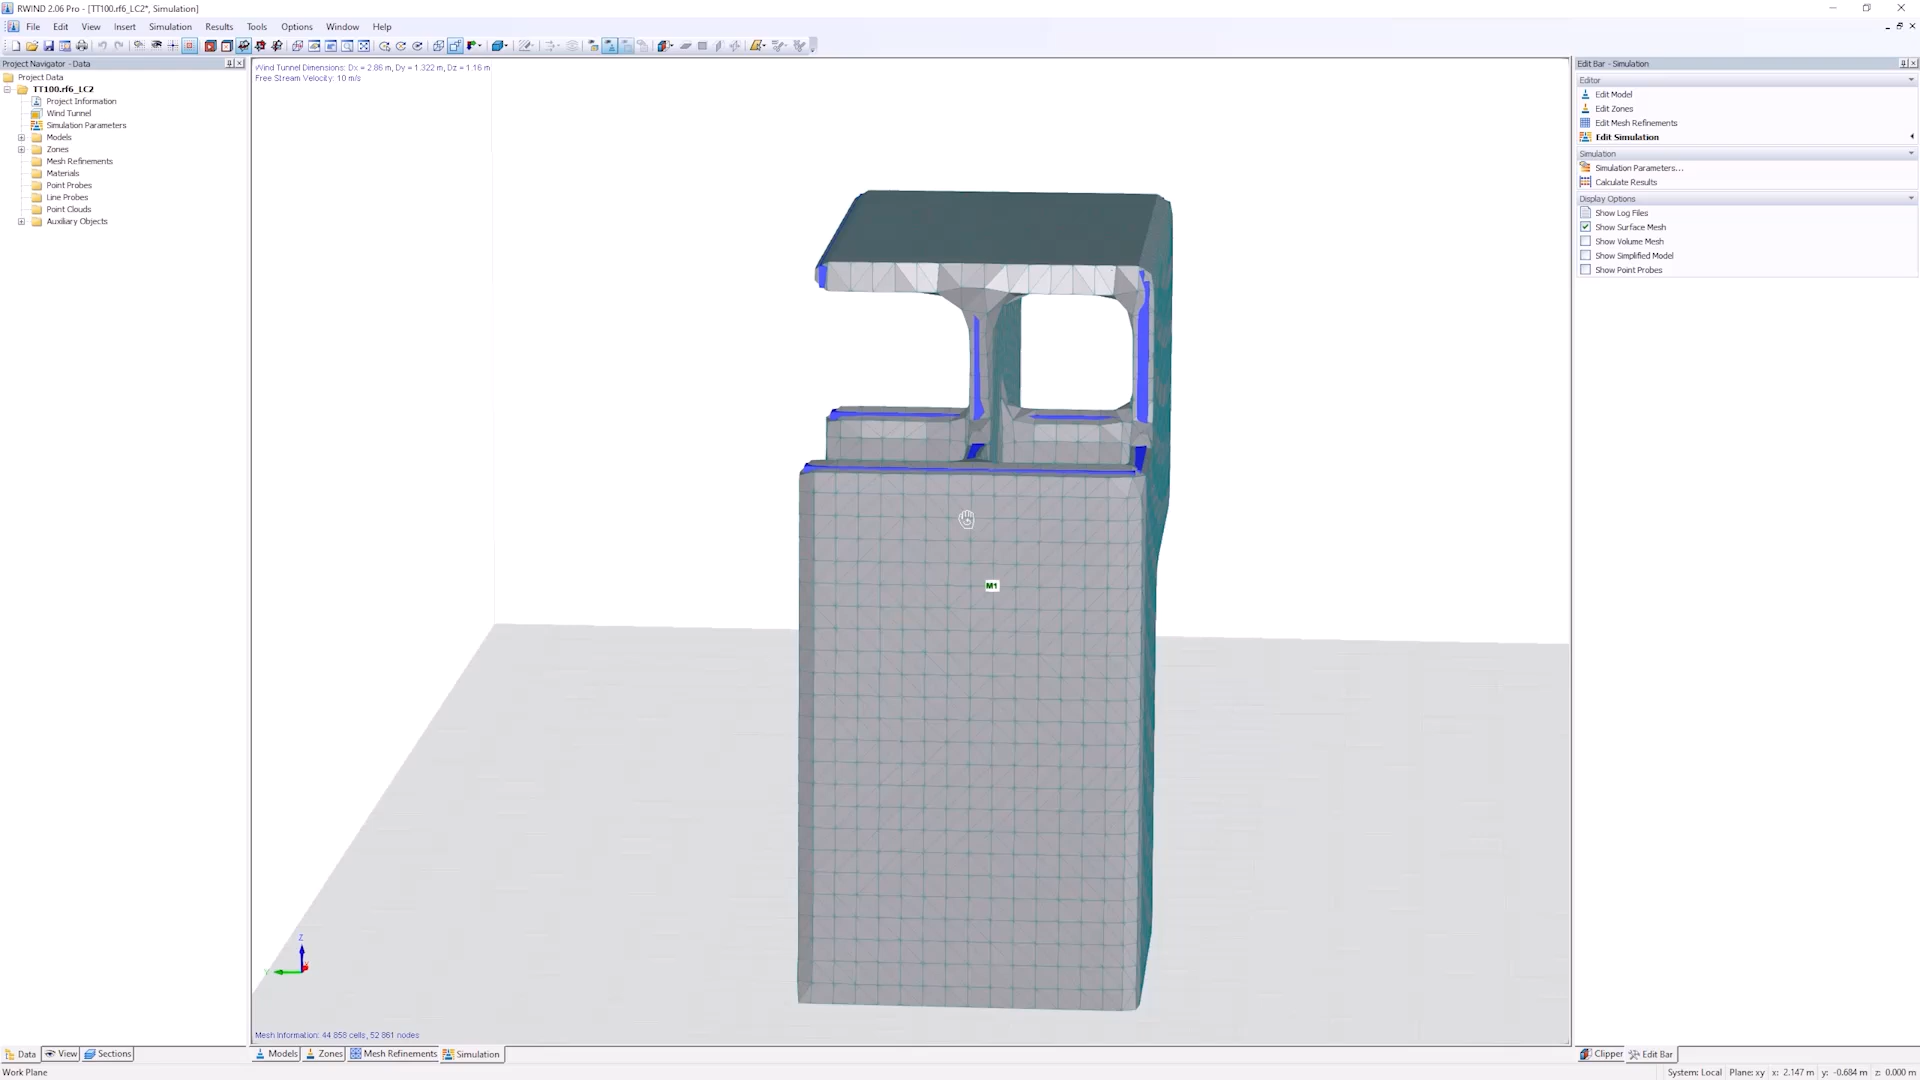 RWIND 2.06 Pro - [TT100.rf6_LC2*, Simulation]
File Edit View Insert Simulation Results Tools Options Window Help
Project Navigator - Data
Project Data
TT100.rf6_LC2
Project Information
Wind Tunnel
Simulation Parameters
Models
Zones
Mesh Refinements
Materials
Point Probes
Line Probes
Point Clouds
Auxiliary Objects
Wind Tunnel Dimensions: Dx = 2.86 m, Dy = 1.322 m, Dz = 1.16 m
Free Stream Velocity: 10 m/s
M1
Z
Y
Mesh Information: 44 858 cells, 52 861 nodes
Edit Bar - Simulation
Editor
Edit Model
Edit Zones
Edit Mesh Refinements
Edit Simulation
Simulation
Simulation Parameters...
Calculate Results
Display Options
Show Log Files
Show Surface Mesh
Show Volume Mesh
Show Simplified Model
Show Point Probes
Data View Sections
Models Zones Mesh Refinements Simulation
Clipper Edit Bar
Work Plane
System: Local Plane: xy x: 2.147 m y: -0.684 m z: 0.000 m